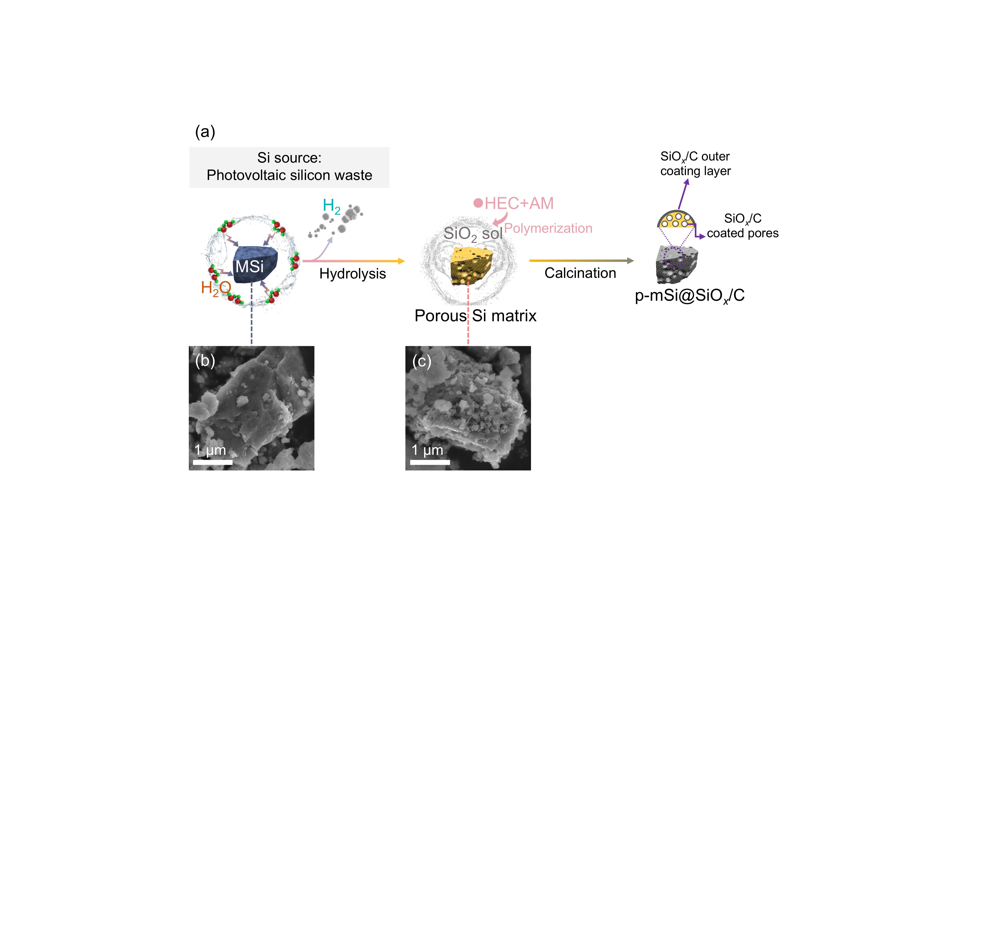 (a)
Si source:
Photovoltaic silicon waste
H₂
MSi
H₂O
Hydrolysis
HEC+AM
Polymerization
SiO₂ sol
Porous Si matrix
Calcination
SiOₓ/C outer
coating layer
SiOₓ/C
coated pores
p-mSi@SiOₓ/C
(b)
1 μm
(c)
1 μm